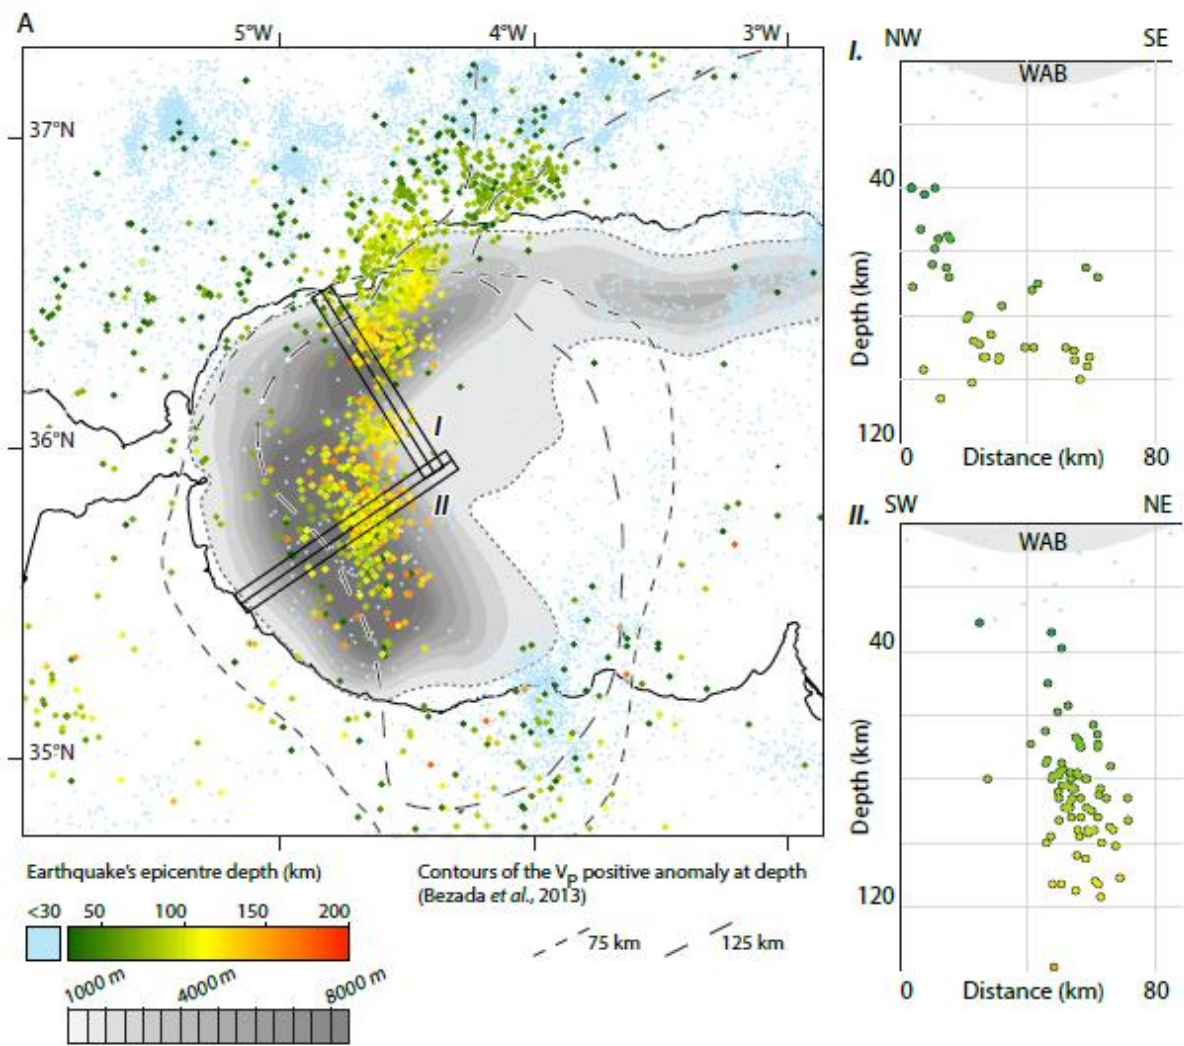 A
5°W
4°W
3°W
37°N
36°N
35°N
I
II
Earthquake's epicentre depth (km)
<30 50 100 150 200
1000 m 4000 m 8000 m
Contours of the Vp positive anomaly at depth
(Bezada et al., 2013)
75 km
125 km
I. NW SE
WAB
40
Depth (km)
120
0 Distance (km) 80
II. SW NE
WAB
40
Depth (km)
120
0 Distance (km) 80